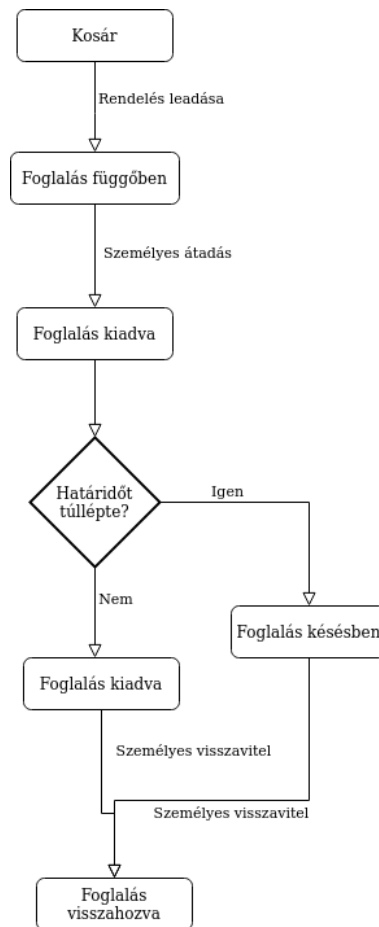 Kosár
Rendelés leadása
Foglalás függőben
Személyes átadás
Foglalás kiadva
Határidőt
túllépte?
Igen
Nem
Foglalás késésben
Foglalás kiadva
Személyes visszavitel
Személyes visszavitel
Foglalás
visszahozva